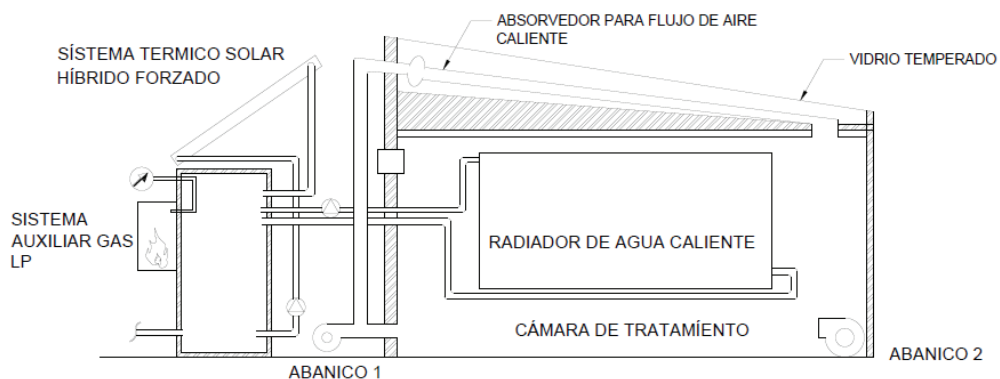 ABSORVEDOR PARA FLUJO DE AIRE
CALIENTE
SÍSTEMA TERMICO SOLAR
HÍBRIDO FORZADO
VIDRIO TEMPERADO
SISTEMA
AUXILIAR GAS
LP
RADIADOR DE AGUA CALIENTE
CÁMARA DE TRATAMÍENTO
ABANICO 1
ABANICO 2